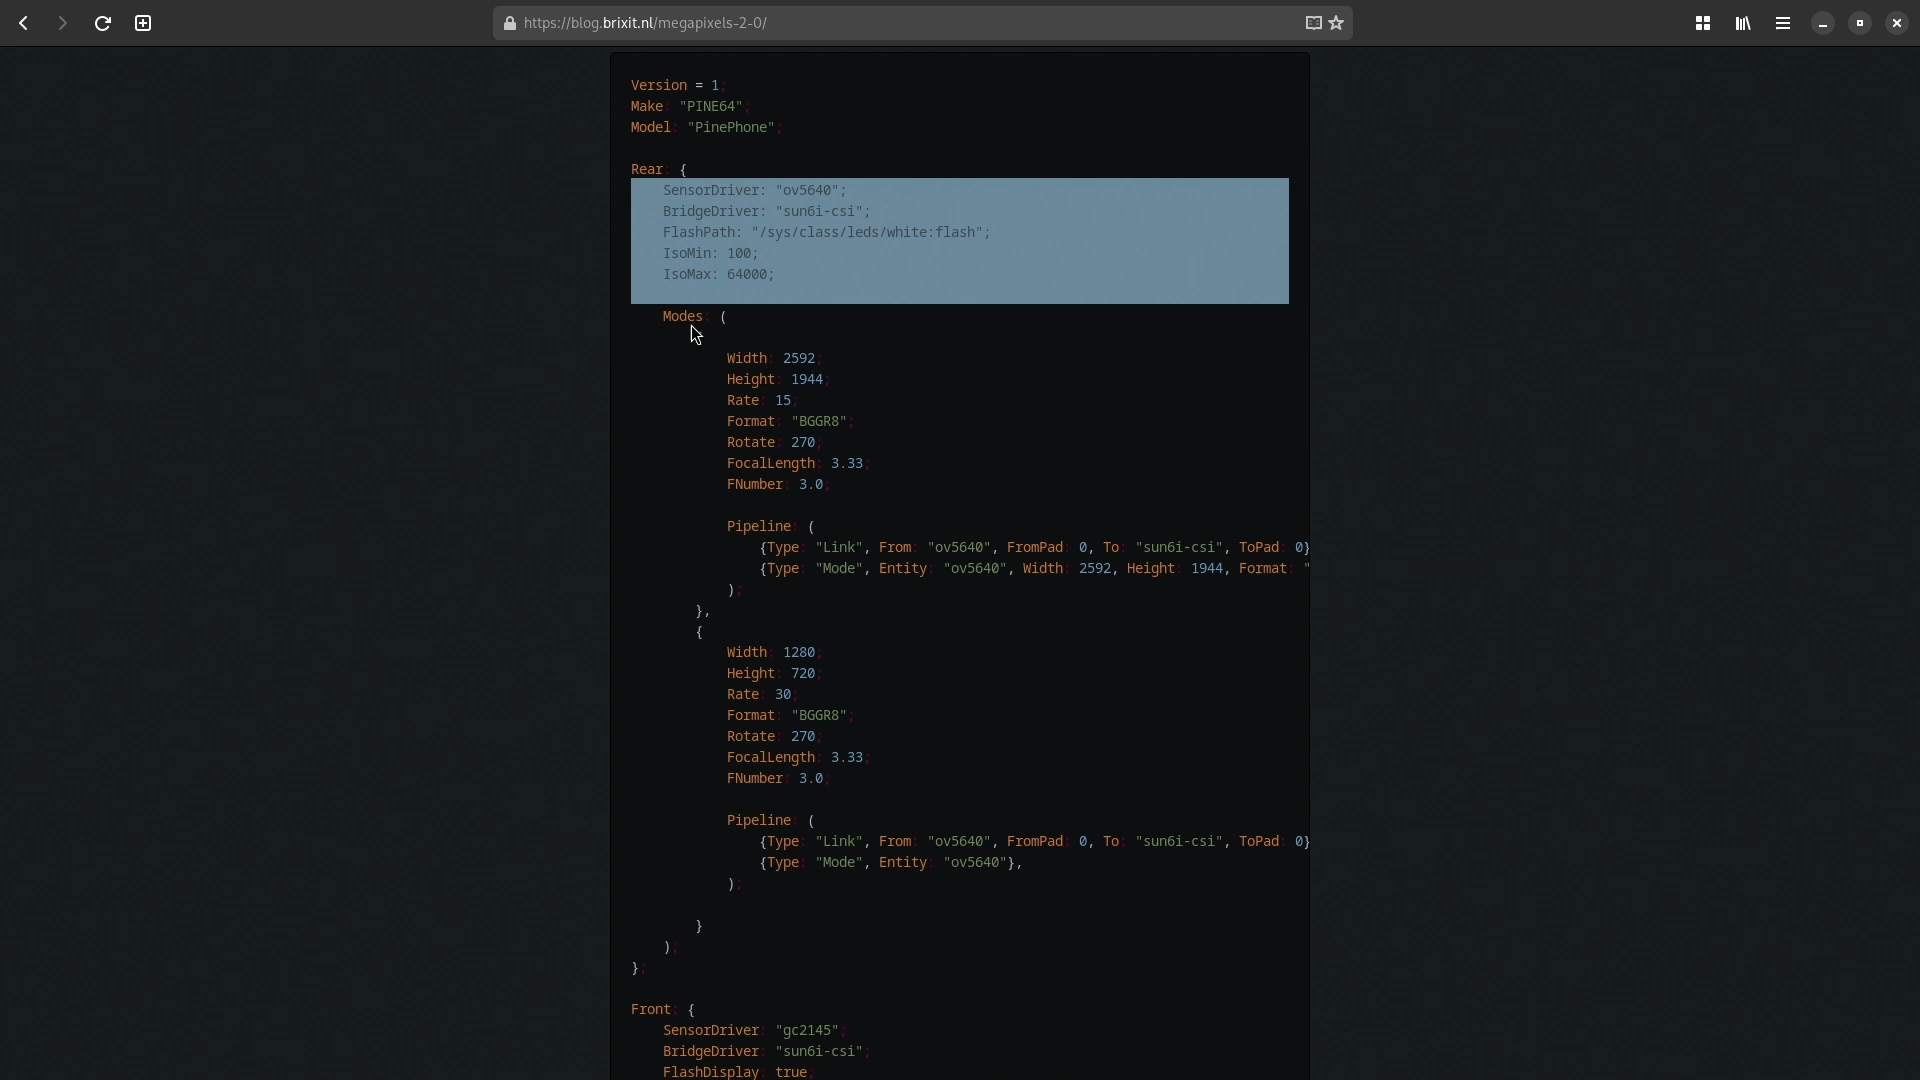 https://blog.brixit.nl/megapixels-2-0/
Version = 1;
Make: "PINE64";
Model: "PinePhone";
Rear: {
SensorDriver: "ov5640";
BridgeDriver: "sun6i-csi";
FlashPath: "/sys/class/leds/white:flash";
IsoMin: 100;
IsoMax: 64000;
Modes: (
Width: 2592;
Height: 1944;
Rate: 15;
Format: "BGGR8";
Rotate: 270;
FocalLength: 3.33;
FNumber: 3.0;
Pipeline: (
{Type: "Link", From: "ov5640", FromPad: 0, To: "sun6i-csi", ToPad: 0}
{Type: "Mode", Entity: "ov5640", Width: 2592, Height: 1944, Format: "
);
},
{
Width: 1280;
Height: 720;
Rate: 30;
Format: "BGGR8";
Rotate: 270;
FocalLength: 3.33;
FNumber: 3.0;
Pipeline: (
{Type: "Link", From: "ov5640", FromPad: 0, To: "sun6i-csi", ToPad: 0}
{Type: "Mode", Entity: "ov5640"},
);
}
);
};
Front: {
SensorDriver: "gc2145";
BridgeDriver: "sun6i-csi";
FlashDisplay: true;